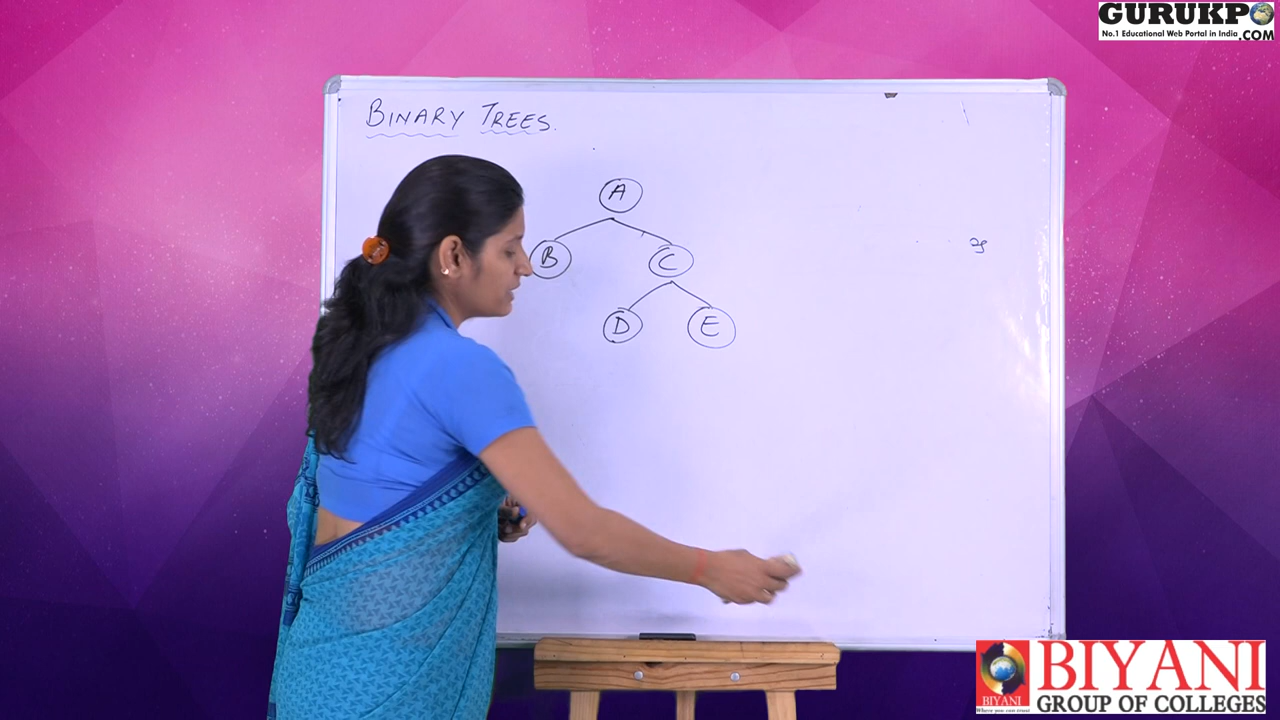 GURUKPO
No.1 Educational Web Portal in India .COM
BINARY TREES.
A
B
C
D
E
BIYANI
BIYANI
GROUP OF COLLEGES